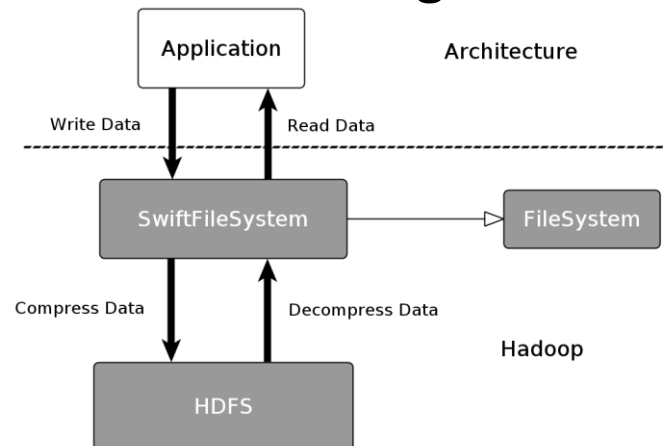 Application
Architecture
Write Data
Read Data
SwiftFileSystem
FileSystem
Compress Data
Decompress Data
Hadoop
HDFS